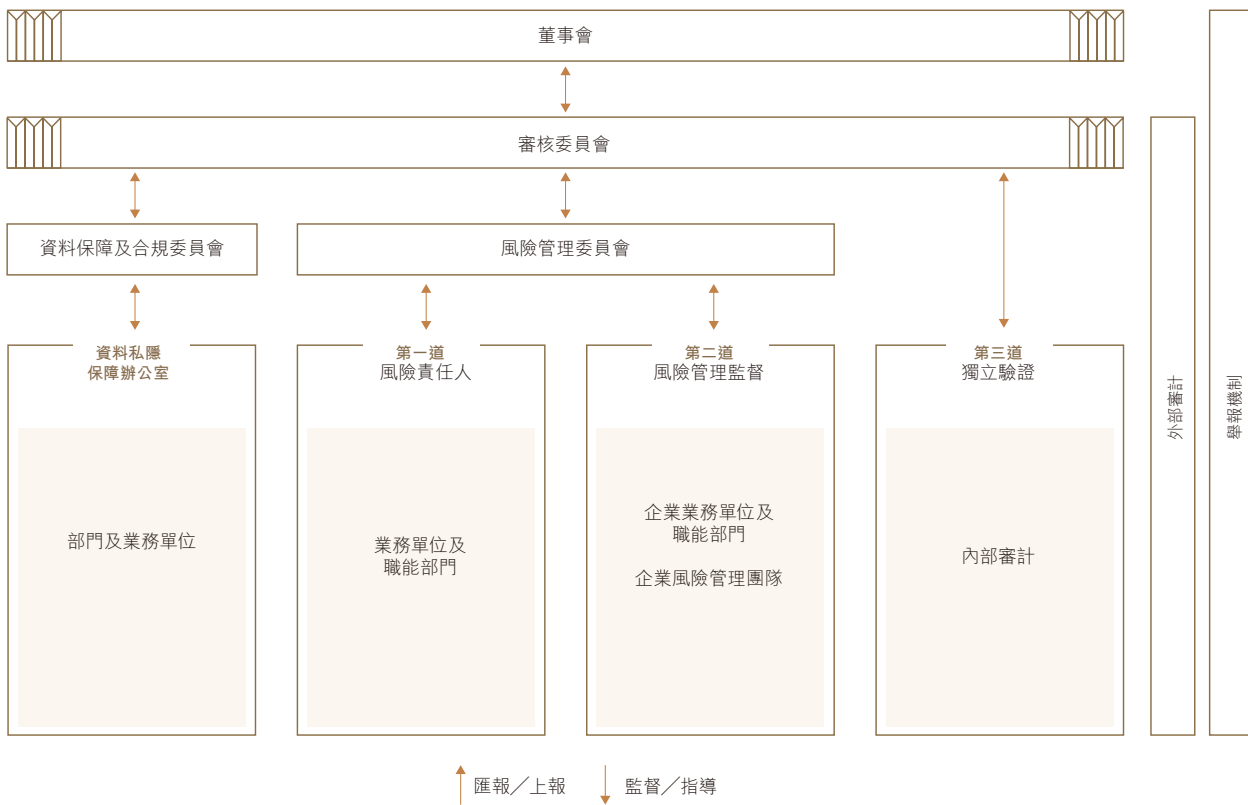 董事會
審核委員會
資料保障及合規委員會
風險管理委員會
資料私隱
保障辦公室
部門及業務單位
第一道
風險責任人
業務單位及
職能部門
第二道
風險管理監督
企業業務單位及
職能部門
企業風險管理團隊
第三道
獨立驗證
內部審計
外部審計
舉報機制
匯報／上報
監督／指導